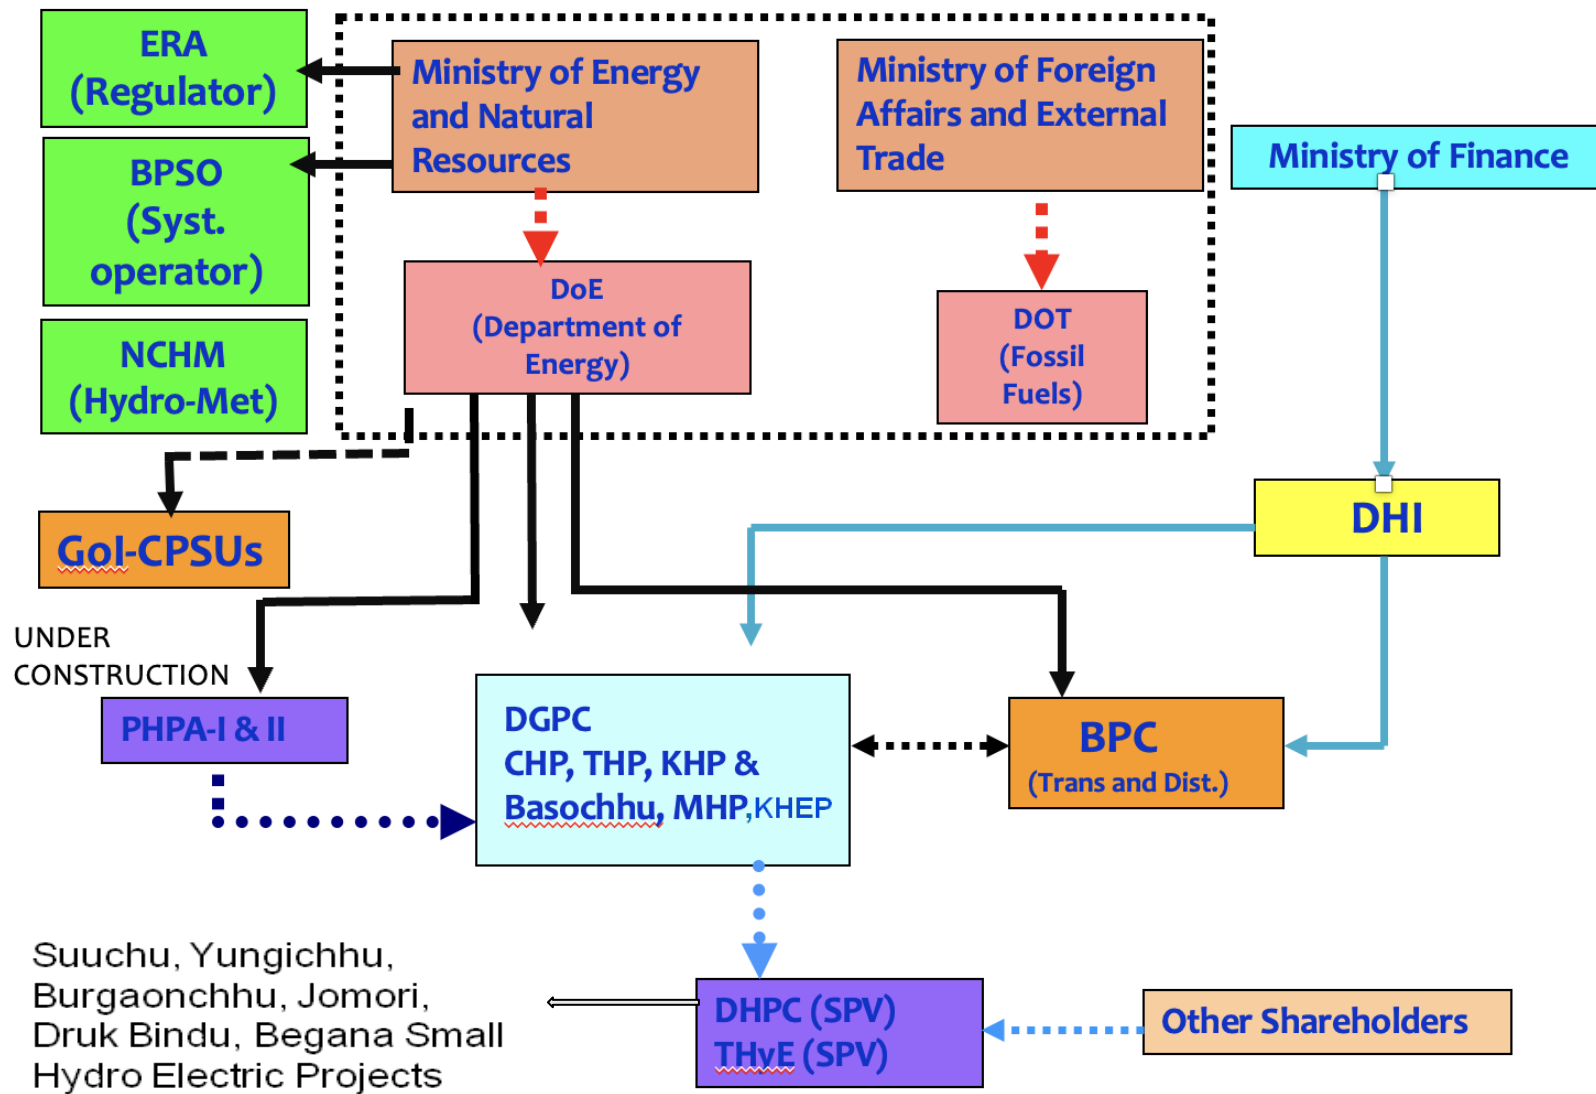 ERA
(Regulator)
Ministry of Energy
and Natural
Resources
Ministry of Foreign
Affairs and External
Trade
Ministry of Finance
BPSO
(Syst.
operator)
NCHM
(Hydro-Met)
DoE
(Department of
Energy)
DOT
(Fossil
Fuels)
DHI
GoI-CPSUs
UNDER
CONSTRUCTION
PHPA-I & II
DGPC
CHP, THP, KHP &
Basochhu, MHP,KHEP
BPC
(Trans and Dist.)
Suuchu, Yungichhu,
Burgaonchhu, Jomori,
Druk Bindu, Begana Small
Hydro Electric Projects
DHPC (SPV)
THyE (SPV)
Other Shareholders